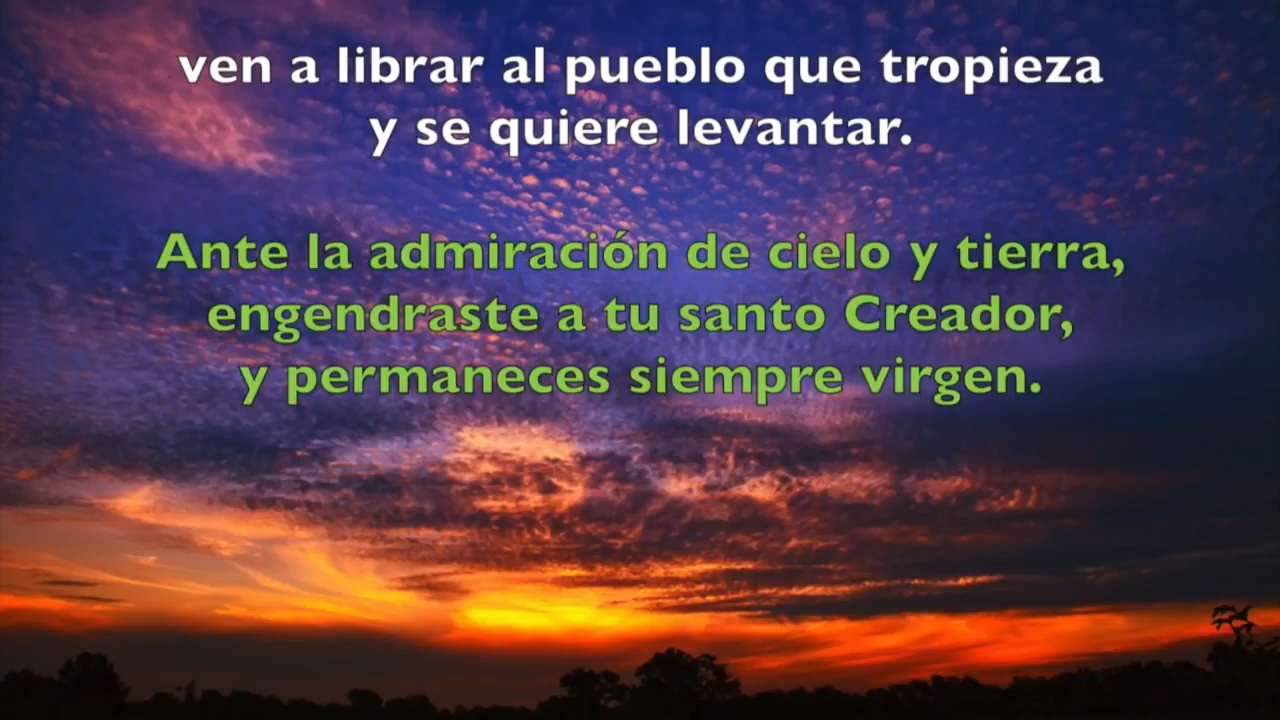 ven a librar al pueblo que tropieza
y se quiere levantar.
Ante la admiración de cielo y tierra,
engendraste a tu santo Creador,
y permaneces siempre virgen.